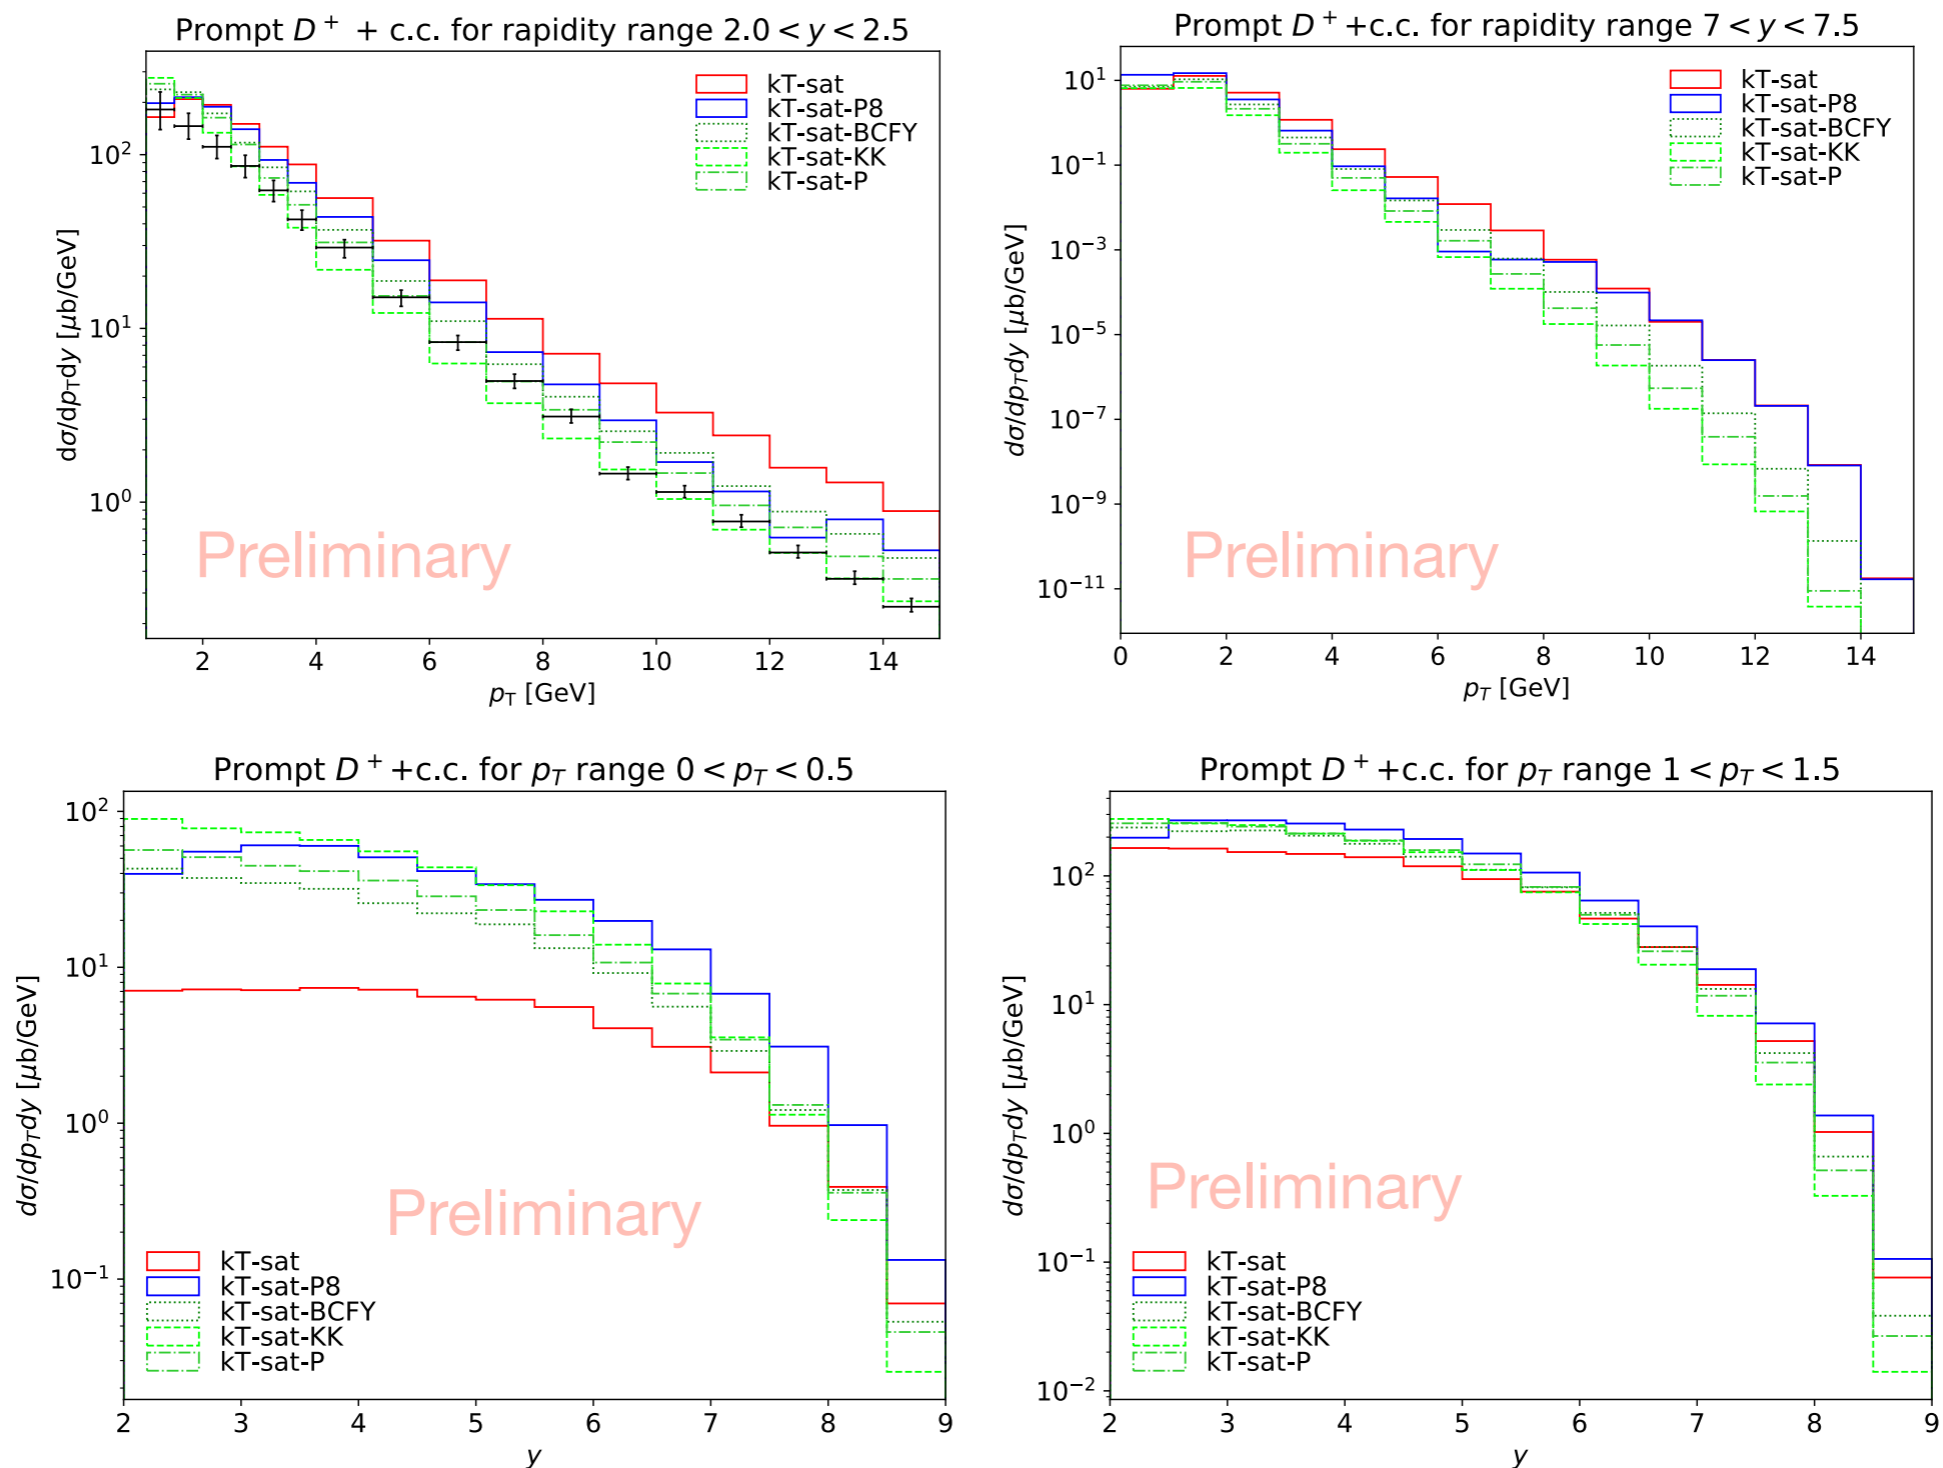 Prompt D⁺ + c.c. for rapidity range 2.0 < y < 2.5
kT-sat
kT-sat-P8
kT-sat-BCFY
kT-sat-KK
kT-sat-P
dσ/dp_T dy [μb/GeV]
10²
10¹
10⁰
Preliminary
2 4 6 8 10 12 14
p_T [GeV]
Prompt D⁺ +c.c. for rapidity range 7 < y < 7.5
kT-sat
kT-sat-P8
kT-sat-BCFY
kT-sat-KK
kT-sat-P
dσ/dp_T dy [μb/GeV]
10¹
10⁻¹
10⁻³
10⁻⁵
10⁻⁷
10⁻⁹
10⁻¹¹
Preliminary
0 2 4 6 8 10 12 14
p_T [GeV]
Prompt D⁺ +c.c. for p_T range 0 < p_T < 0.5
dσ/dp_T dy [μb/GeV]
10²
10¹
10⁰
10⁻¹
Preliminary
kT-sat
kT-sat-P8
kT-sat-BCFY
kT-sat-KK
kT-sat-P
2 3 4 5 6 7 8 9
y
Prompt D⁺ +c.c. for p_T range 1 < p_T < 1.5
dσ/dp_T dy [μb/GeV]
10²
10¹
10⁰
10⁻¹
10⁻²
Preliminary
kT-sat
kT-sat-P8
kT-sat-BCFY
kT-sat-KK
kT-sat-P
2 3 4 5 6 7 8 9
y